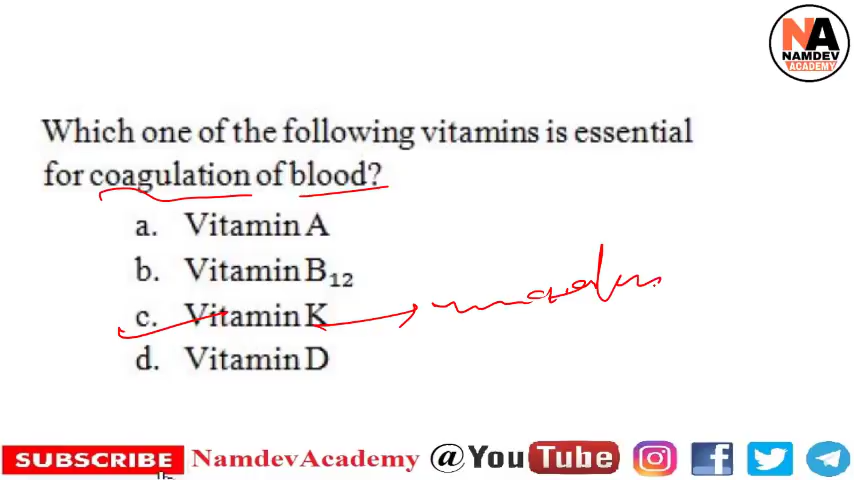 NA
NAMDEV
ACADEMY
Which one of the following vitamins is essential
for coagulation of blood?
a. Vitamin A
b. Vitamin B₁₂
c. Vitamin K
d. Vitamin D
SUBSCRIBE NamdevAcademy @YouTube